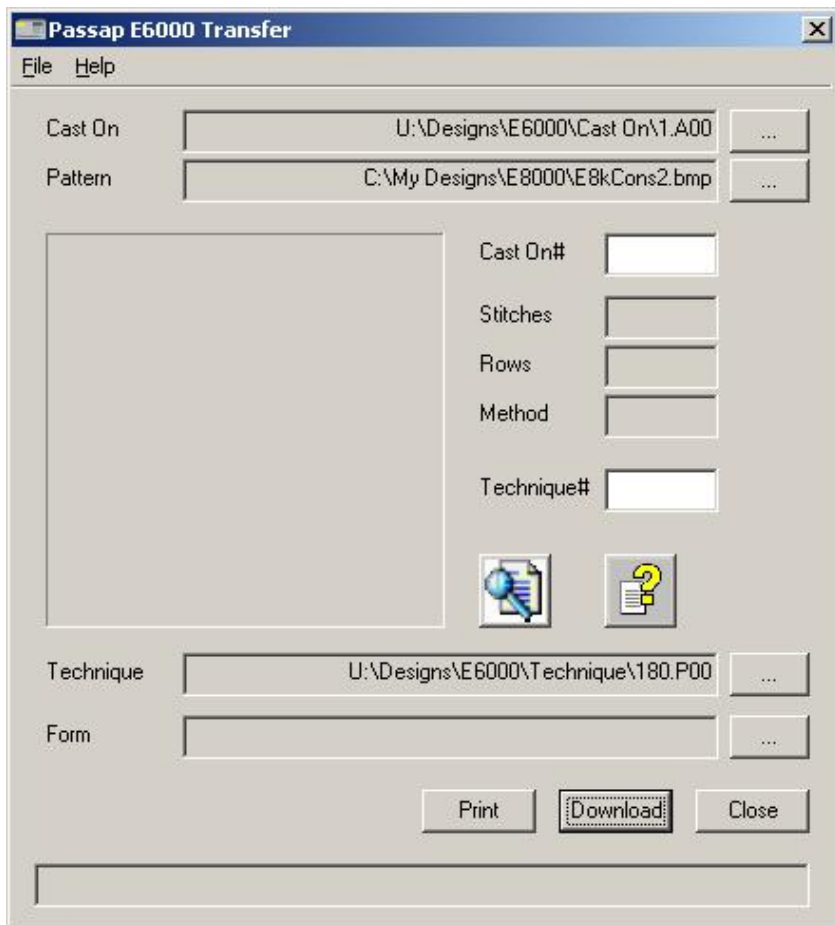 Passap E6000 Transfer
File Help
Cast On U:\Designs\E6000\Cast On\1.A00 ...
Pattern C:\My Designs\E8000\E8kCons2.bmp ...
Cast On#
Stitches
Rows
Method
Technique#
Technique U:\Designs\E6000\Technique\180.P00 ...
Form ...
Print Download Close